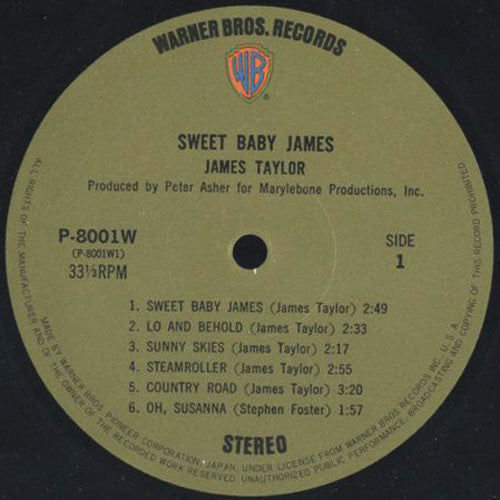 WARNER BROS. RECORDS
WB
®
SWEET BABY JAMES
JAMES TAYLOR
Produced by Peter Asher for Marylebone Productions, Inc.
P-8001W
(P-8001W1)
33⅓RPM
SIDE
1
1. SWEET BABY JAMES (James Taylor) 2:49
2. LO AND BEHOLD (James Taylor) 2:33
3. SUNNY SKIES (James Taylor) 2:17
4. STEAMROLLER (James Taylor) 2:55
5. COUNTRY ROAD (James Taylor) 3:20
6. OH, SUSANNA (Stephen Foster) 1:57
STEREO
MADE BY WARNER BROS. PIONEER CORPORATION, JAPAN, UNDER LICENSE FROM WARNER BROS. RECORDS INC. U.S.A.
ALL RIGHTS OF THE MANUFACTURER AND OF THE OWNER OF THE RECORDED WORK RESERVED. UNAUTHORIZED PUBLIC PERFORMANCE, BROADCASTING AND COPYING OF THIS RECORD PROHIBITED